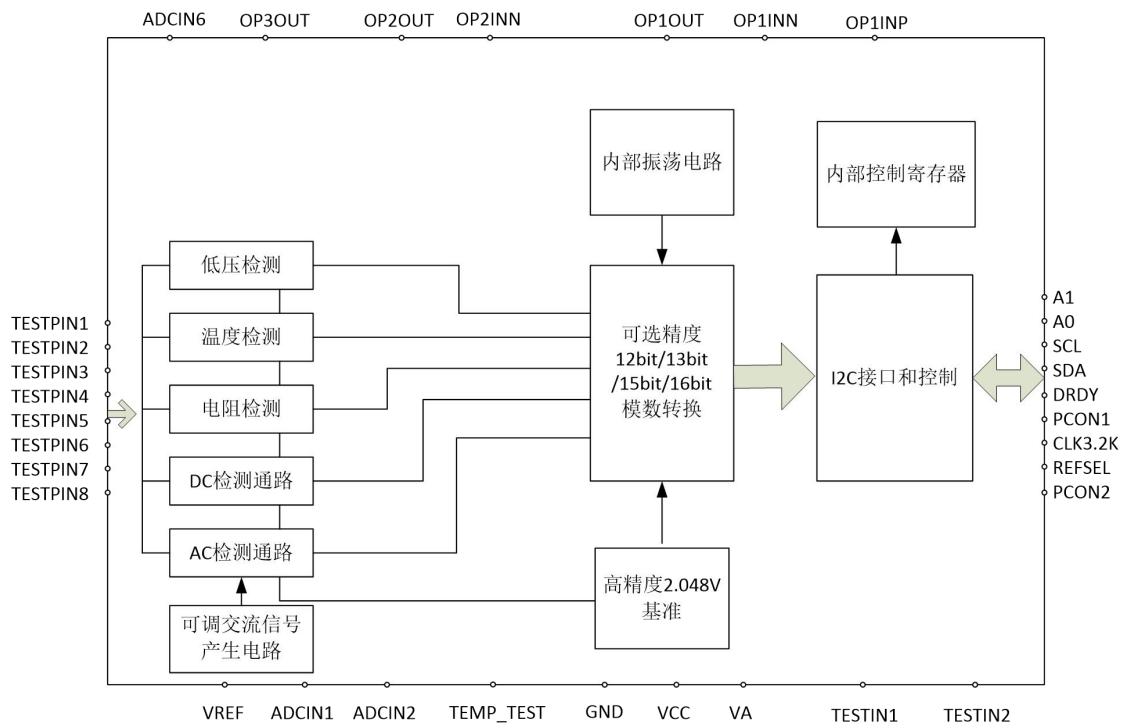 ADCIN6
OP3OUT
OP2OUT
OP2INN
OP1OUT
OP1INN
OP1INP
内部振荡电路
内部控制寄存器
低压检测
温度检测
电阻检测
DC检测通路
AC检测通路
可调交流信号
产生电路
可选精度
12bit/13bit
/15bit/16bit
模数转换
高精度2.048V
基准
I2C接口和控制
TESTPIN1
TESTPIN2
TESTPIN3
TESTPIN4
TESTPIN5
TESTPIN6
TESTPIN7
TESTPIN8
A1
A0
SCL
SDA
DRDY
PCON1
CLK3.2K
REFSEL
PCON2
VREF
ADCIN1
ADCIN2
TEMP_TEST
GND
VCC
VA
TESTIN1
TESTIN2